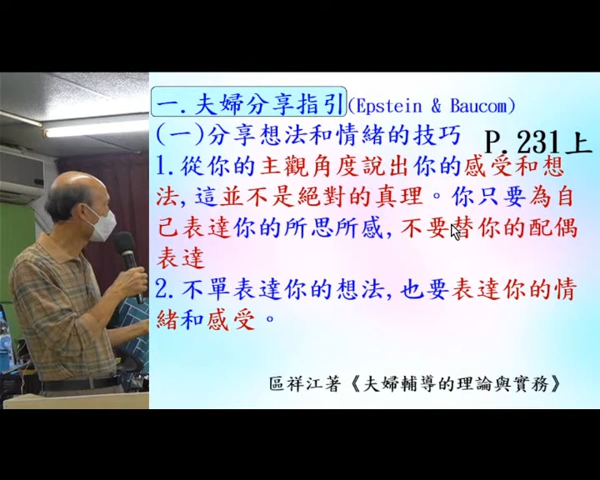 一.夫婦分享指引(Epstein & Baucom)
(一)分享想法和情緒的技巧 P.231上
1.從你的主觀角度說出你的感受和想
法,這並不是絕對的真理。你只要為自
己表達你的所思所感,不要替你的配偶
表達
2.不單表達你的想法,也要表達你的情
緒和感受。
區祥江著《夫婦輔導的理論與實務》